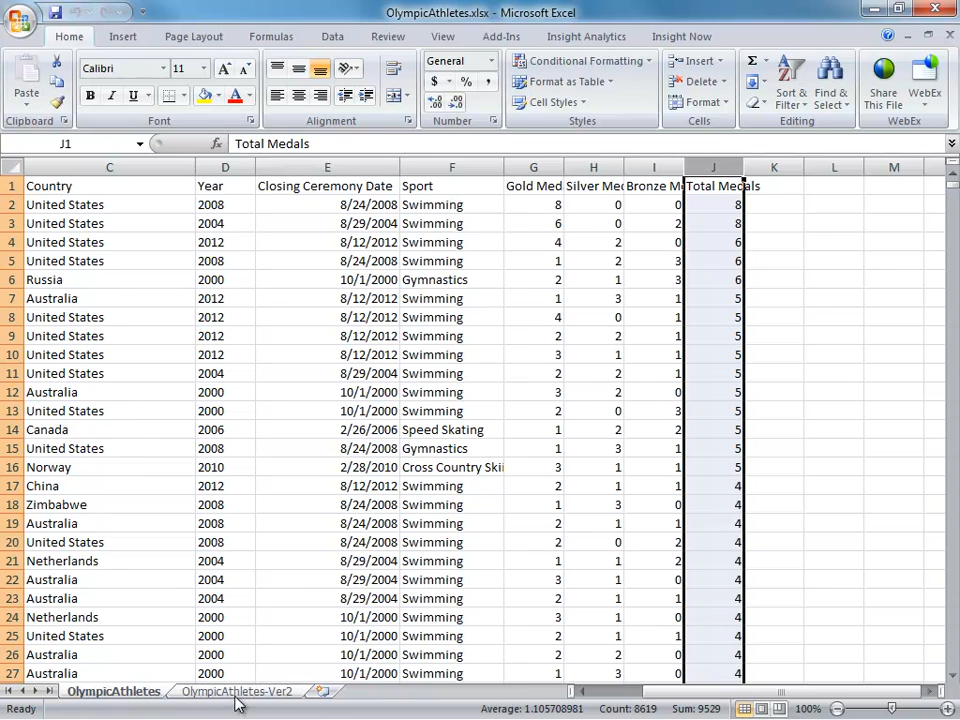 OlympicAthletes.xlsx - Microsoft Excel
Home Insert Page Layout Formulas Data Review View Add-Ins Insight Analytics Insight Now
Paste Calibri 11 General Conditional Formatting Insert Sort & Filter Find & Select Share This File WebEx
B I U $ % , Format as Table Delete
Cell Styles Format
Clipboard Font Alignment Number Styles Cells Editing WebEx
J1 fx Total Medals
C D E F G H I J K L M
1 Country Year Closing Ceremony Date Sport Gold Med Silver Med Bronze M Total Medals
2 United States 2008 8/24/2008 Swimming 8 0 0 8
3 United States 2004 8/29/2004 Swimming 6 0 2 8
4 United States 2012 8/12/2012 Swimming 4 2 0 6
5 United States 2008 8/24/2008 Swimming 1 2 3 6
6 Russia 2000 10/1/2000 Gymnastics 2 1 3 6
7 Australia 2012 8/12/2012 Swimming 1 3 1 5
8 United States 2012 8/12/2012 Swimming 4 0 1 5
9 United States 2012 8/12/2012 Swimming 2 2 1 5
10 United States 2012 8/12/2012 Swimming 3 1 1 5
11 United States 2004 8/29/2004 Swimming 2 2 1 5
12 Australia 2000 10/1/2000 Swimming 3 2 0 5
13 United States 2000 10/1/2000 Swimming 2 0 3 5
14 Canada 2006 2/26/2006 Speed Skating 1 2 2 5
15 United States 2008 8/24/2008 Gymnastics 1 3 1 5
16 Norway 2010 2/28/2010 Cross Country Skii 3 1 1 5
17 China 2012 8/12/2012 Swimming 2 1 1 4
18 Zimbabwe 2008 8/24/2008 Swimming 1 3 0 4
19 Australia 2008 8/24/2008 Swimming 2 1 1 4
20 United States 2008 8/24/2008 Swimming 2 0 2 4
21 Netherlands 2004 8/29/2004 Swimming 1 1 2 4
22 Australia 2004 8/29/2004 Swimming 3 1 0 4
23 Australia 2004 8/29/2004 Swimming 2 1 1 4
24 Netherlands 2000 10/1/2000 Swimming 3 1 0 4
25 United States 2000 10/1/2000 Swimming 2 1 1 4
26 Australia 2000 10/1/2000 Swimming 2 2 0 4
27 Australia 2000 10/1/2000 Swimming 1 3 0 4
OlympicAthletes OlympicAthletes-Ver2
Ready Average: 1.105708981 Count: 8619 Sum: 9529 100%